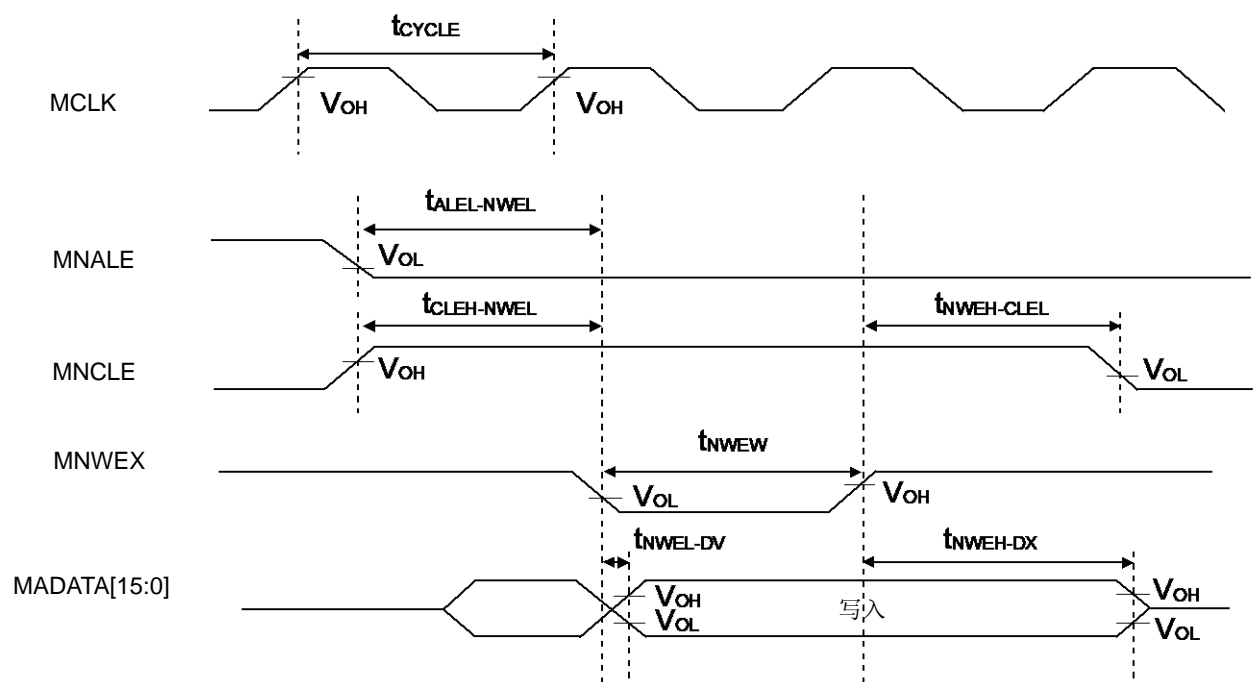 tCYCLE
MCLK
VOH VOH
tALEL-NWEL
MNALE
VOL
tCLEH-NWEL tNWEH-CLEL
MNCLE
VOH VOL
tNWEW
MNWEX
VOL VOH
tNWEL-DV tNWEH-DX
MADATA[15:0]
VOH 写入 VOH
VOL VOL